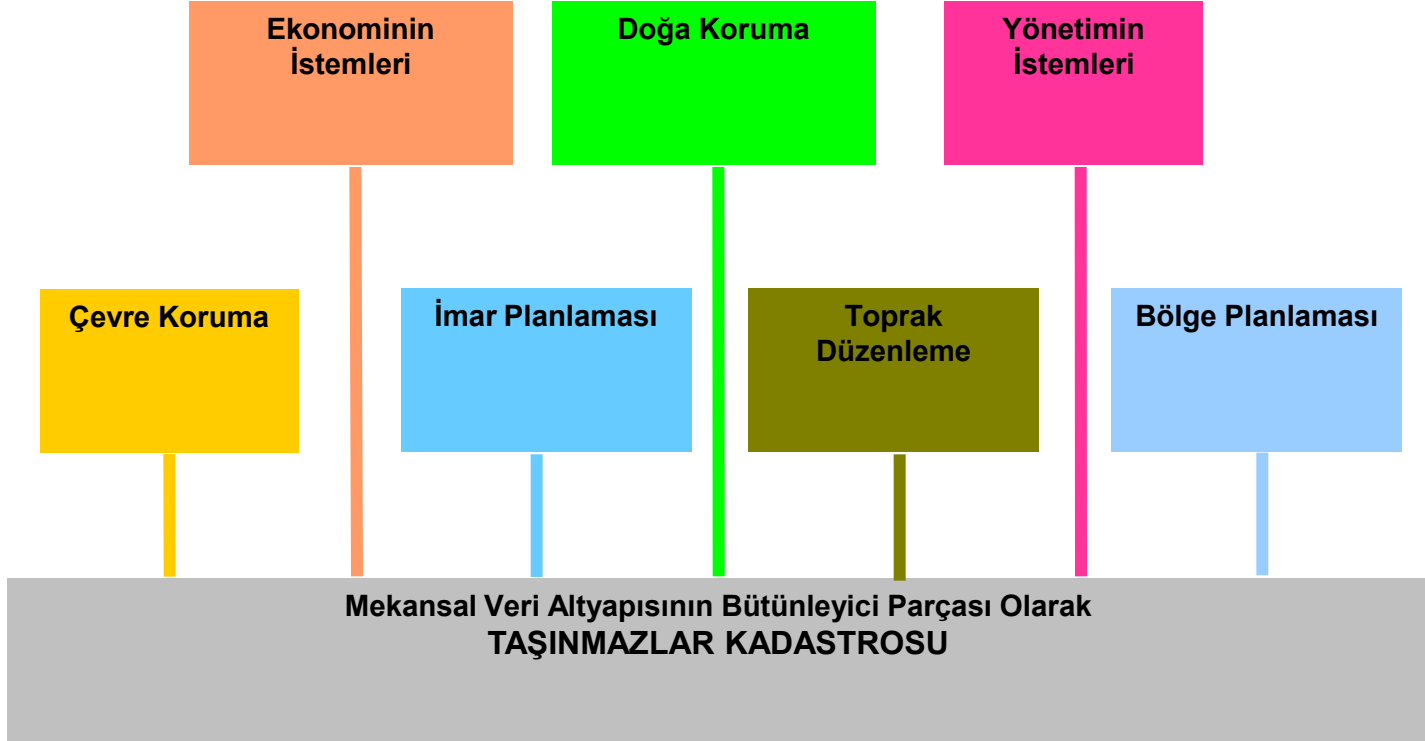 Ekonominin
İstemleri
Doğa Koruma
Yönetimin
İstemleri
Çevre Koruma
İmar Planlaması
Toprak
Düzenleme
Bölge Planlaması
Mekansal Veri Altyapısının Bütünleyici Parçası Olarak
TAŞINMAZLAR KADASTROSU